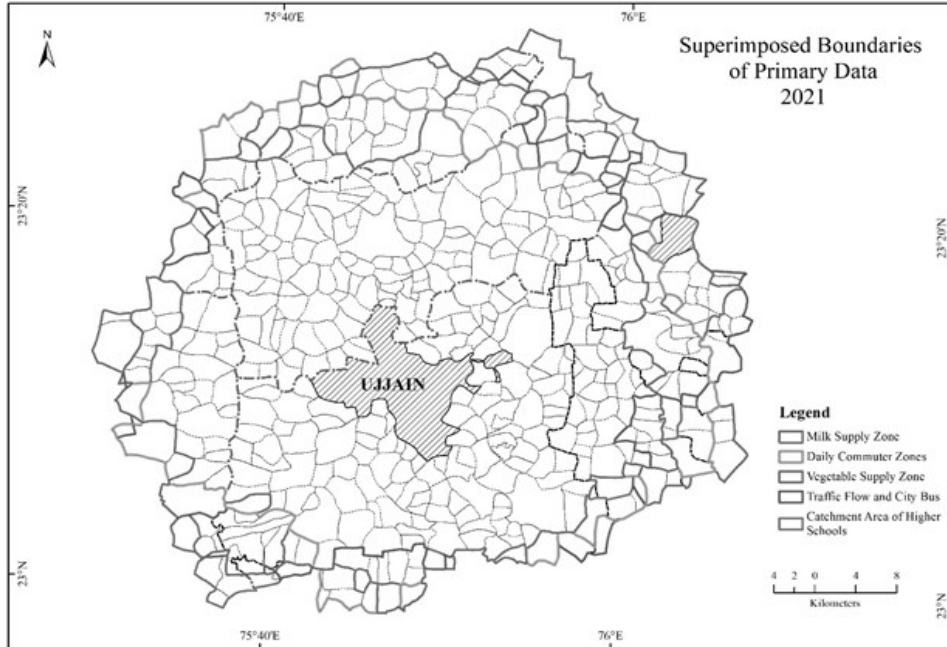 75°40'E
76°E
N
Superimposed Boundaries
of Primary Data
2021
23°20'N
23°20'N
UJJAIN
Legend
Milk Supply Zone
Daily Commuter Zones
Vegetable Supply Zone
Traffic Flow and City Bus
Catchment Area of Higher
Schools
23°N
23°N
4 2 0 4 8
Kilometers
75°40'E
76°E